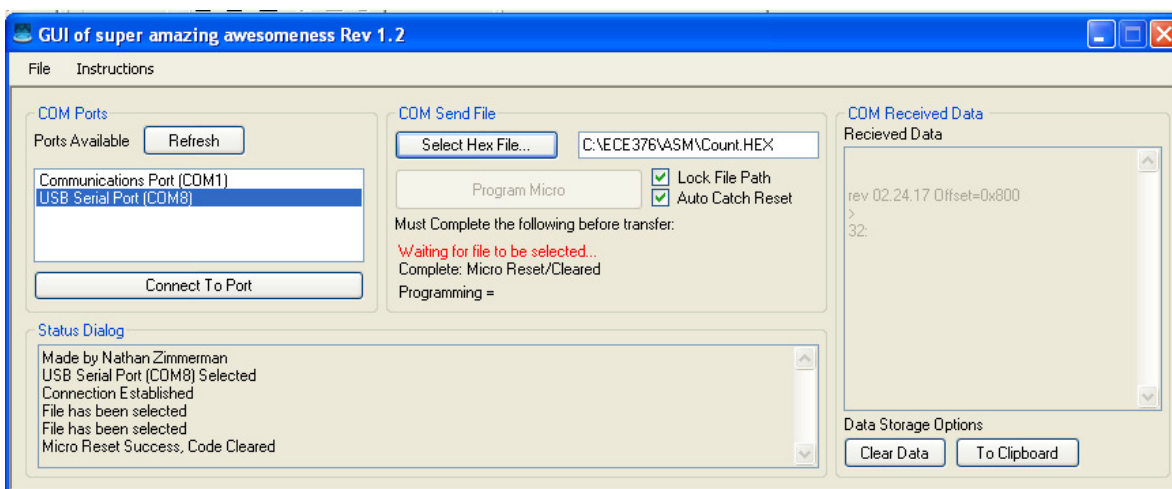 GUI of super amazing awesomeness Rev 1.2
File Instructions
COM Ports
Ports Available Refresh
Communications Port (COM1)
USB Serial Port (COM8)
Connect To Port
COM Send File
Select Hex File... C:\ECE376\ASM\Count.HEX
Program Micro
Lock File Path
Auto Catch Reset
Must Complete the following before transfer:
Waiting for file to be selected...
Complete: Micro Reset/Cleared
Programming =
COM Received Data
Recieved Data
rev 02.24.17 Offset=0x800
>
32:
Data Storage Options
Clear Data To Clipboard
Status Dialog
Made by Nathan Zimmerman
USB Serial Port (COM8) Selected
Connection Established
File has been selected
File has been selected
Micro Reset Success, Code Cleared